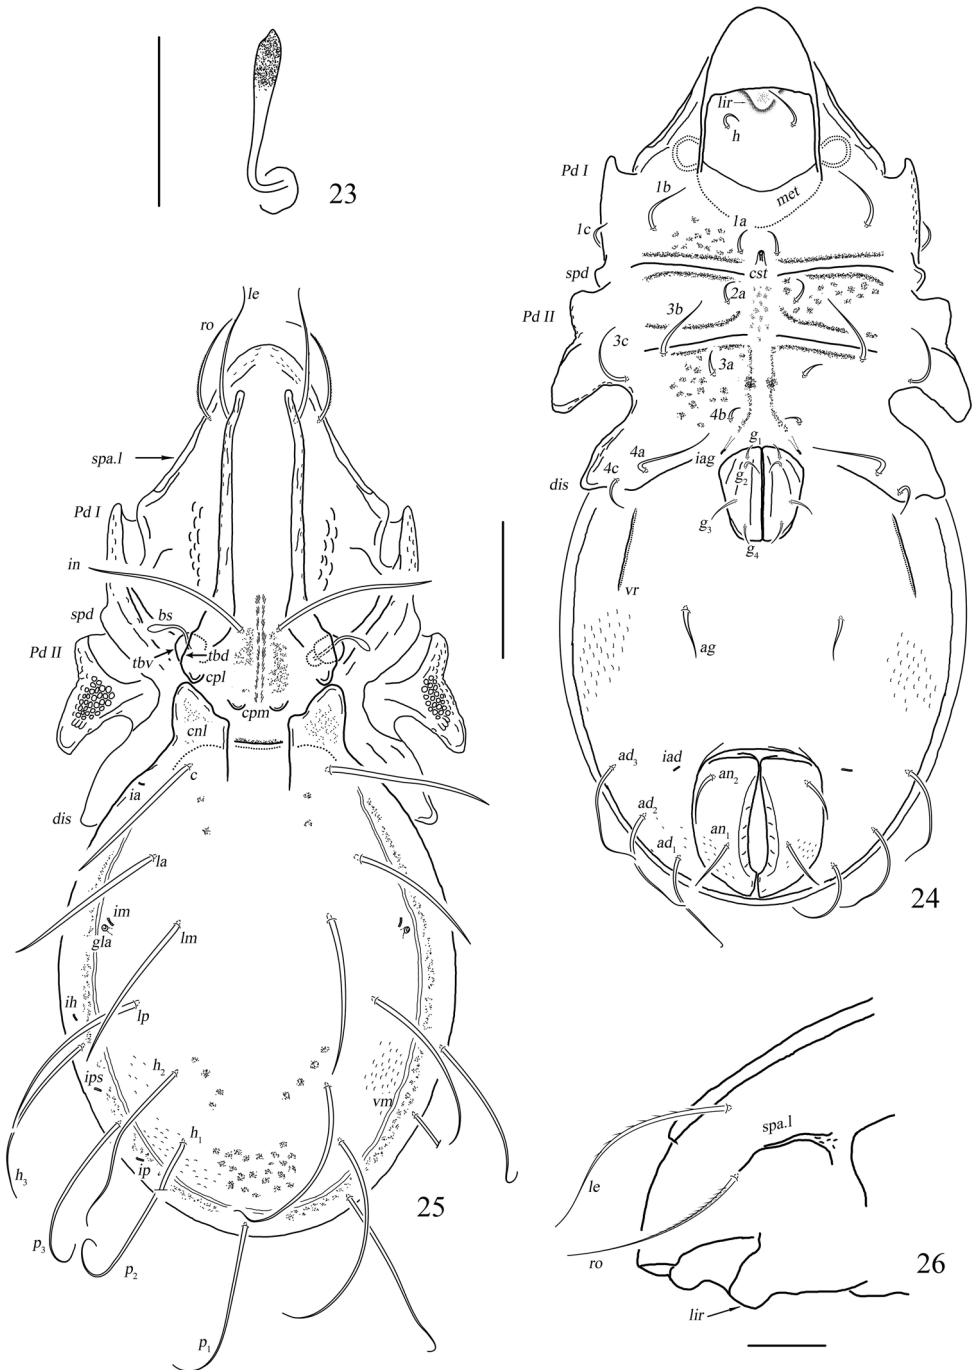 23
lir
h
Pd I
1b
met
1c
1a
spd
cst
2a
Pd II
3b
3c
3a
4b
g1
4a
iag
4c
g2
dis
g3
g4
vr
ag
ad3
iad
an2
ad2
an1
ad1
24
le
ro
spa.l
Pd I
in
bs
spd
Pd II
tbv
tbd
cpl
cpm
cnl
c
ia
dis
la
im
gla
lm
ih
lp
ips
h2
vm
h1
ip
h3
25
p3
p2
p1
spa.l
le
ro
26
lir